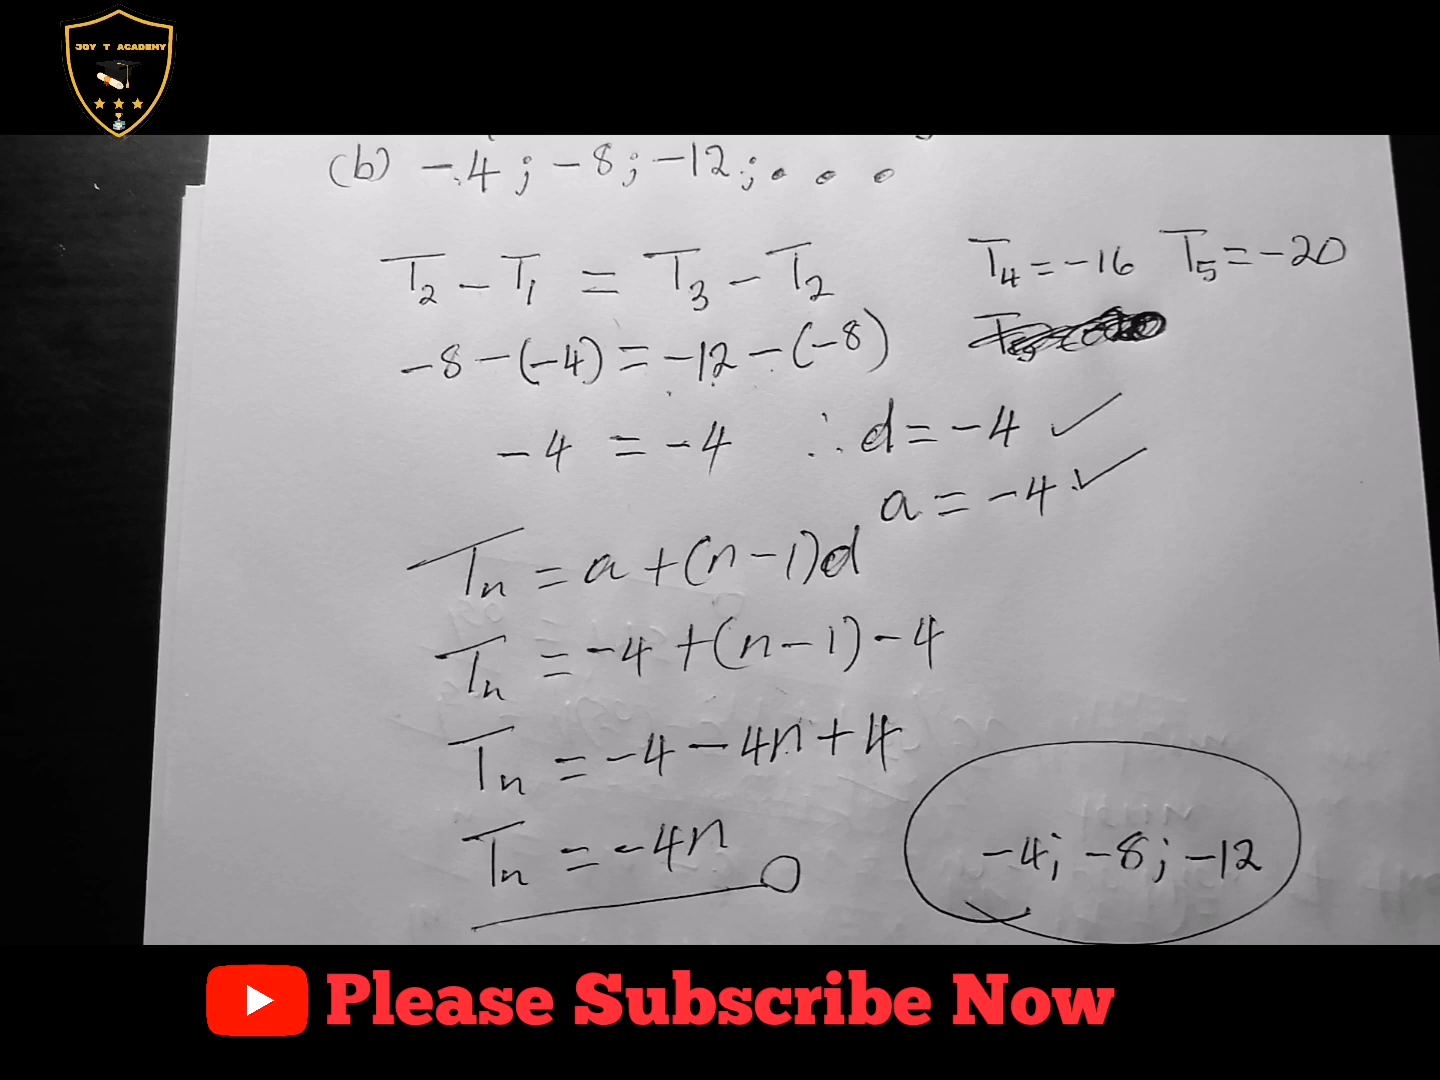 JOY T ACADEMY
(b) -4; -8; -12; . . .
T₂ - T₁ = T₃ - T₂
T₄ = -16 T₅ = -20
-8 - (-4) = -12 - (-8)
-4 = -4 ∴ d = -4 ✓
a = -4 ✓
Tn = a + (n - 1)d
Tn = -4 + (n - 1) - 4
Tn = -4 - 4n + 4
Tn = -4n
-4; -8; -12
Please Subscribe Now